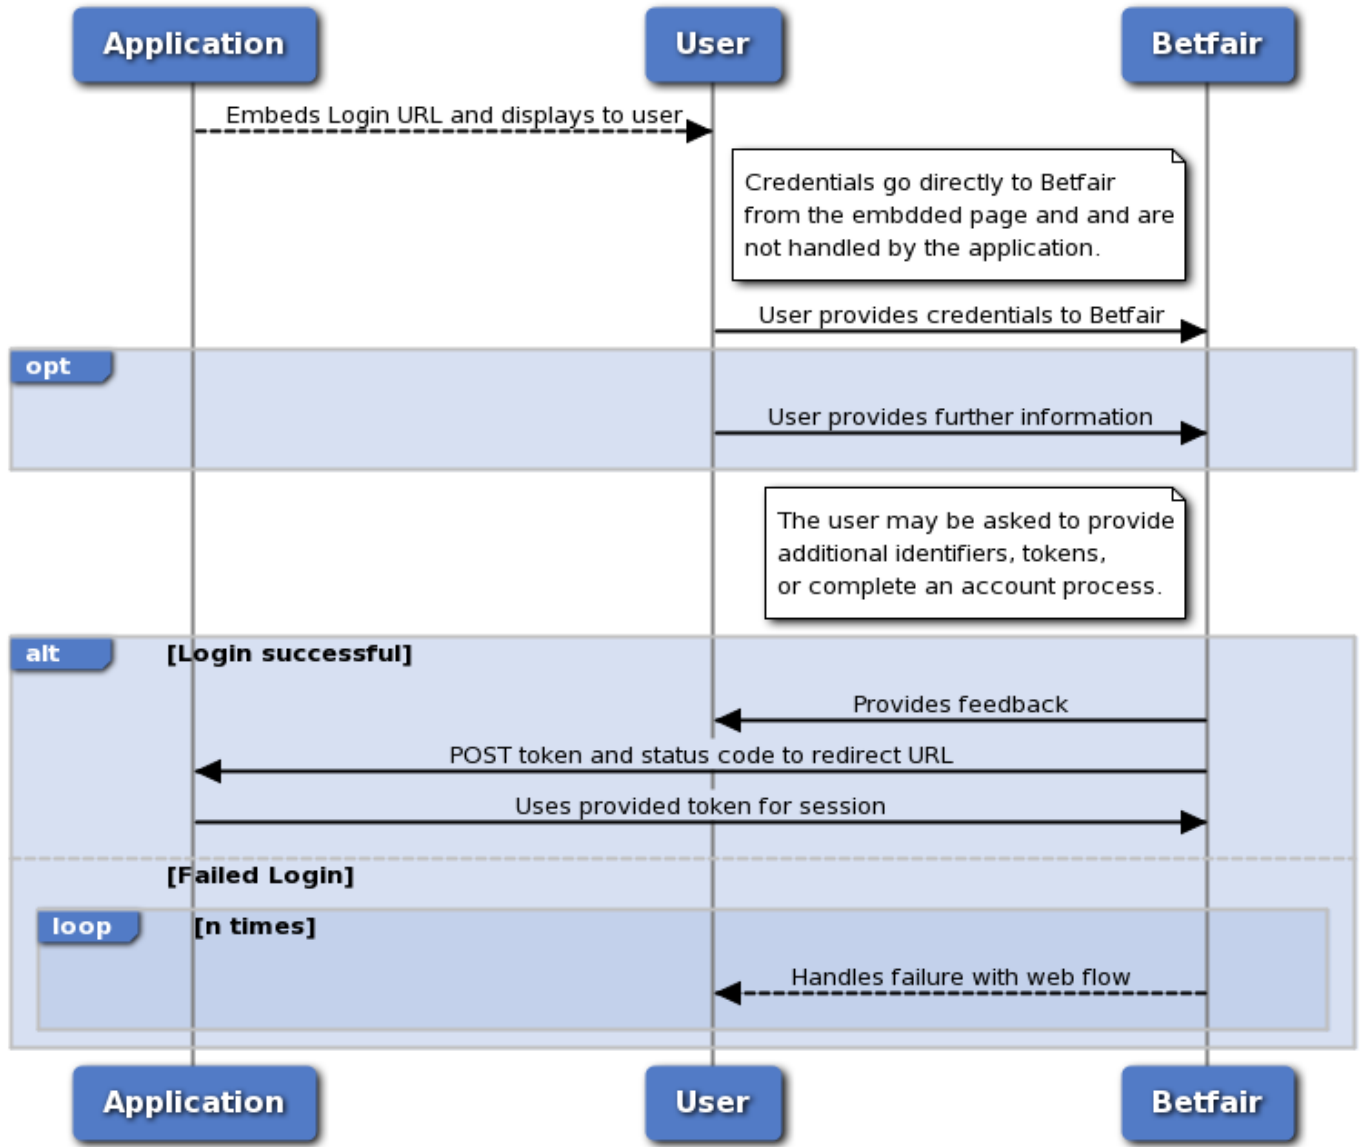 Application
User
Betfair
Embeds Login URL and displays to user
Credentials go directly to Betfair
from the embdded page and and are
not handled by the application.
User provides credentials to Betfair
opt
User provides further information
The user may be asked to provide
additional identifiers, tokens,
or complete an account process.
alt
[Login successful]
Provides feedback
POST token and status code to redirect URL
Uses provided token for session
[Failed Login]
loop
[n times]
Handles failure with web flow
Application
User
Betfair